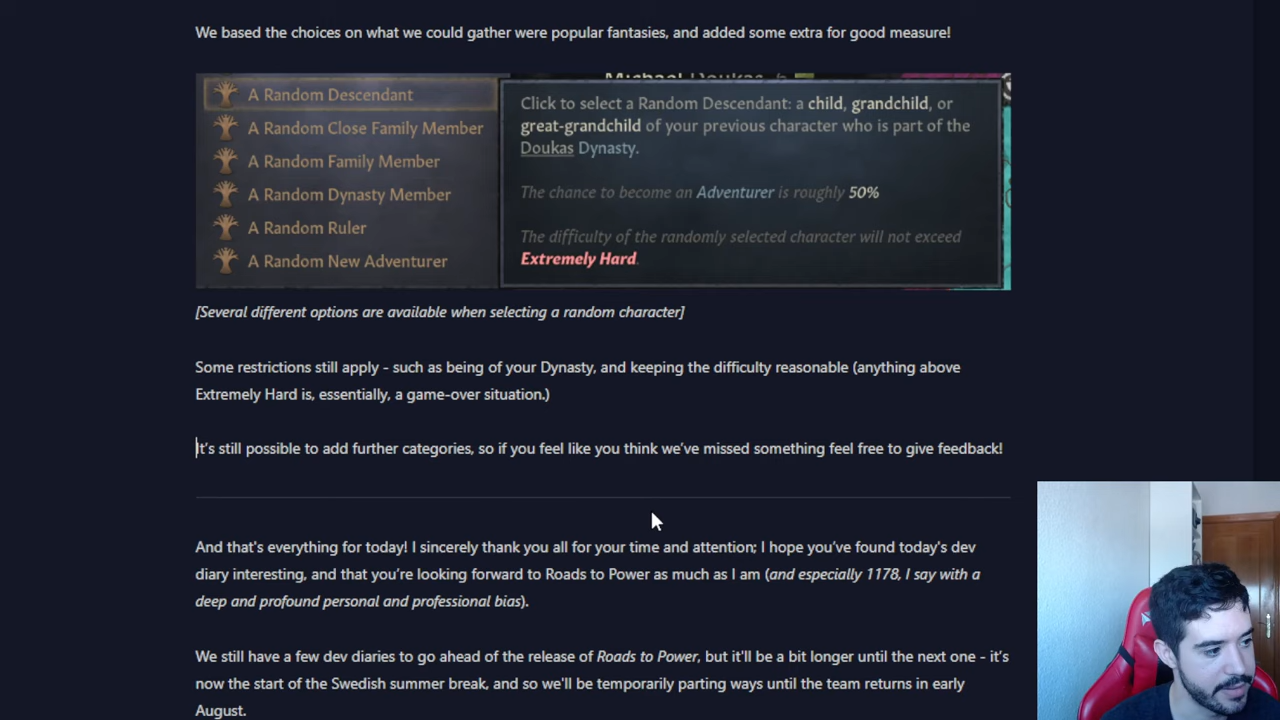 We based the choices on what we could gather were popular fantasies, and added some extra for good measure!
Michael Doukas
A Random Descendant
A Random Close Family Member
A Random Family Member
A Random Dynasty Member
A Random Ruler
A Random New Adventurer
Click to select a Random Descendant: a child, grandchild, or
great-grandchild of your previous character who is part of the
Doukas Dynasty.
The chance to become an Adventurer is roughly 50%
The difficulty of the randomly selected character will not exceed
Extremely Hard.
[Several different options are available when selecting a random character]
Some restrictions still apply - such as being of your Dynasty, and keeping the difficulty reasonable (anything above
Extremely Hard is, essentially, a game-over situation.)
It's still possible to add further categories, so if you feel like you think we've missed something feel free to give feedback!
And that's everything for today! I sincerely thank you all for your time and attention; I hope you've found today's dev
diary interesting, and that you're looking forward to Roads to Power as much as I am (and especially 1178, I say with a
deep and profound personal and professional bias).
We still have a few dev diaries to go ahead of the release of Roads to Power, but it'll be a bit longer until the next one - it's
now the start of the Swedish summer break, and so we'll be temporarily parting ways until the team returns in early
August.